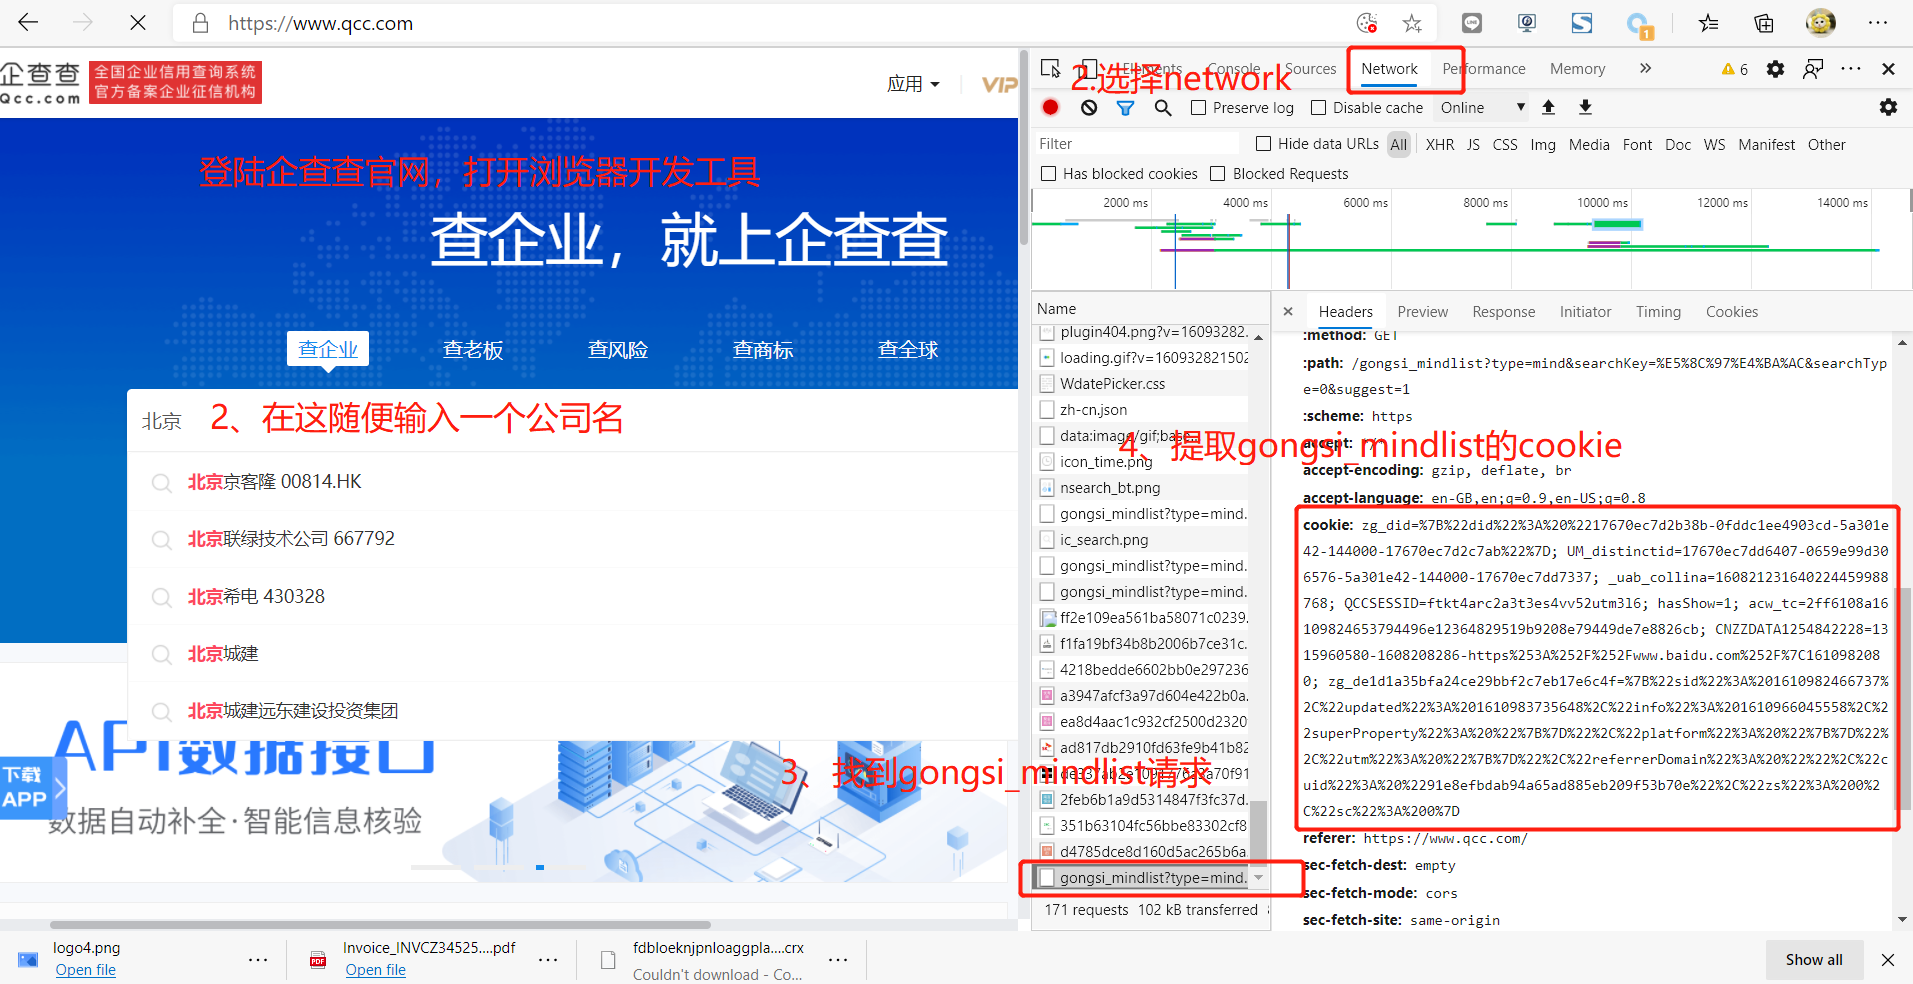 https://www.qcc.com
1
企查查
Qcc.com
全国企业信用查询系统
官方备案企业征信机构
应用
VIP
登陆企查查官网，打开浏览器开发工具
查企业，就上企查查
查企业
查老板
查风险
查商标
查全球
北京
2、在这随便输入一个公司名
北京京客隆 00814.HK
北京联绿技术公司 667792
北京希电 430328
北京城建
北京城建远东建设投资集团
API数据接口
下载
APP
数据自动补全·智能信息核验
3、找到gongsi_mindlist请求
2.选择network
Elements
Console
Sources
Network
Performance
Memory
6
Preserve log
Disable cache
Online
Filter
Hide data URLs
All
XHR
JS
CSS
Img
Media
Font
Doc
WS
Manifest
Other
Has blocked cookies
Blocked Requests
2000 ms
4000 ms
6000 ms
8000 ms
10000 ms
12000 ms
14000 ms
Name
plugin404.png?v=16093282.
loading.gif?v=160932821502
WdatePicker.css
zh-cn.json
data:image/gif;base..
icon_time.png
nsearch_bt.png
gongsi_mindlist?type=mind.
ic_search.png
gongsi_mindlist?type=mind.
gongsi_mindlist?type=mind.
ff2e109ea561ba58071c0239.
f1fa19bf34b8b2006b7ce31c.
4218bedde6602bb0e297236
a3947afcf3a97d604e422b0a.
ea8d4aac1c932cf2500d2320
ad817db2910fd63fe9b41b82
2feb6b1a9d5314847f3fc37d.
351b63104fc56bbe83302cf8
d4785dce8d160d5ac265b6a.
gongsi_mindlist?type=mind.
171 requests
102 kB transferred
Headers
Preview
Response
Initiator
Timing
Cookies
:method: GET
:path: /gongsi_mindlist?type=mind&searchKey=%E5%8C%97%E4%BA%AC&searchTyp
e=0&suggest=1
:scheme: https
accept: */*
4、提取gongsi_mindlist的cookie
accept-encoding: gzip, deflate, br
accept-language: en-GB,en;q=0.9,en-US;q=0.8
cookie: zg_did=%7B%22did%22%3A%20%2217670ec7d2b38b-0fddc1ee4903cd-5a301e
42-144000-17670ec7d2c7ab%22%7D; UM_distinctid=17670ec7dd6407-0659e99d30
6576-5a301e42-144000-17670ec7dd7337; _uab_collina=160821231640224459988
768; QCCSESSID=ftkt4arc2a3t3es4vv52utm3l6; hasShow=1; acw_tc=2ff6108a16
109824653794496e12364829519b9208e79449de7e8826cb; CNZZDATA1254842228=13
15960580-1608208286-https%253A%252F%252Fwww.baidu.com%252F%7C161098208
0; zg_de1d1a35bfa24ce29bbf2c7eb17e6c4f=%7B%22sid%22%3A%201610982466737%
2C%22updated%22%3A%201610983735648%2C%22info%22%3A%201610966045558%2C%2
2superProperty%22%3A%20%22%7B%7D%22%2C%22platform%22%3A%20%22%7B%7D%22%
2C%22utm%22%3A%20%22%7B%7D%22%2C%22referrerDomain%22%3A%20%22%22%2C%22c
uid%22%3A%20%2291e8efbdab94a65ad885eb209f53b70e%22%2C%22zs%22%3A%200%2
C%22sc%22%3A%200%7D
referer: https://www.qcc.com/
sec-fetch-dest: empty
sec-fetch-mode: cors
sec-fetch-site: same-origin
logo4.png
Open file
Invoice_INVCZ34525....pdf
Open file
fdbloeknjpnloaggpla....crx
Couldn't download - Co...
Show all